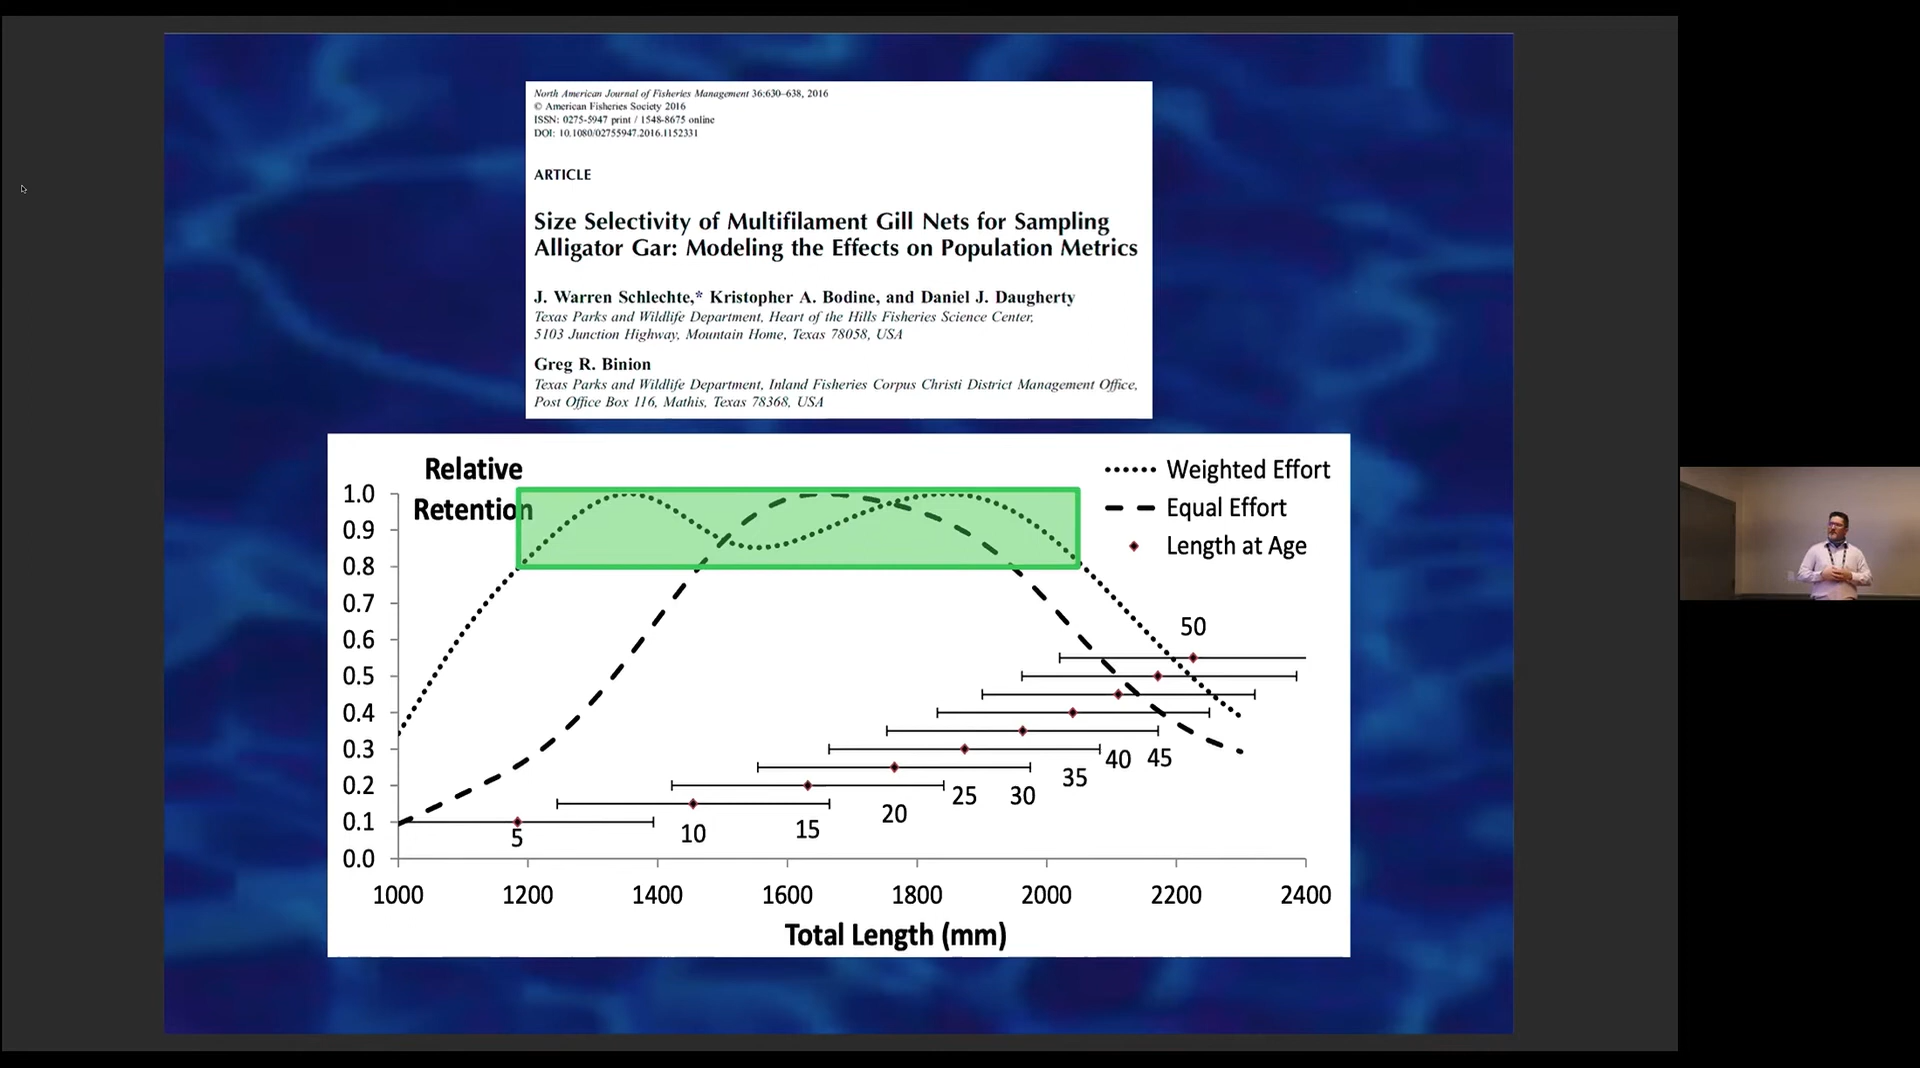 North American Journal of Fisheries Management 36:630–638, 2016
© American Fisheries Society 2016
ISSN: 0275-5947 print / 1548-8675 online
DOI: 10.1080/02755947.2016.1152331
ARTICLE
Size Selectivity of Multifilament Gill Nets for Sampling
Alligator Gar: Modeling the Effects on Population Metrics
J. Warren Schlechte,* Kristopher A. Bodine, and Daniel J. Daugherty
Texas Parks and Wildlife Department, Heart of the Hills Fisheries Science Center,
5103 Junction Highway, Mountain Home, Texas 78058, USA
Greg R. Binion
Texas Parks and Wildlife Department, Inland Fisheries Corpus Christi District Management Office,
Post Office Box 116, Mathis, Texas 78368, USA
Relative
Retention
Weighted Effort
Equal Effort
Length at Age
1.0
0.9
0.8
0.7
0.6
0.5
0.4
0.3
0.2
0.1
0.0
5
10
15
20
25
30
35
40
45
50
1000
1200
1400
1600
1800
2000
2200
2400
Total Length (mm)